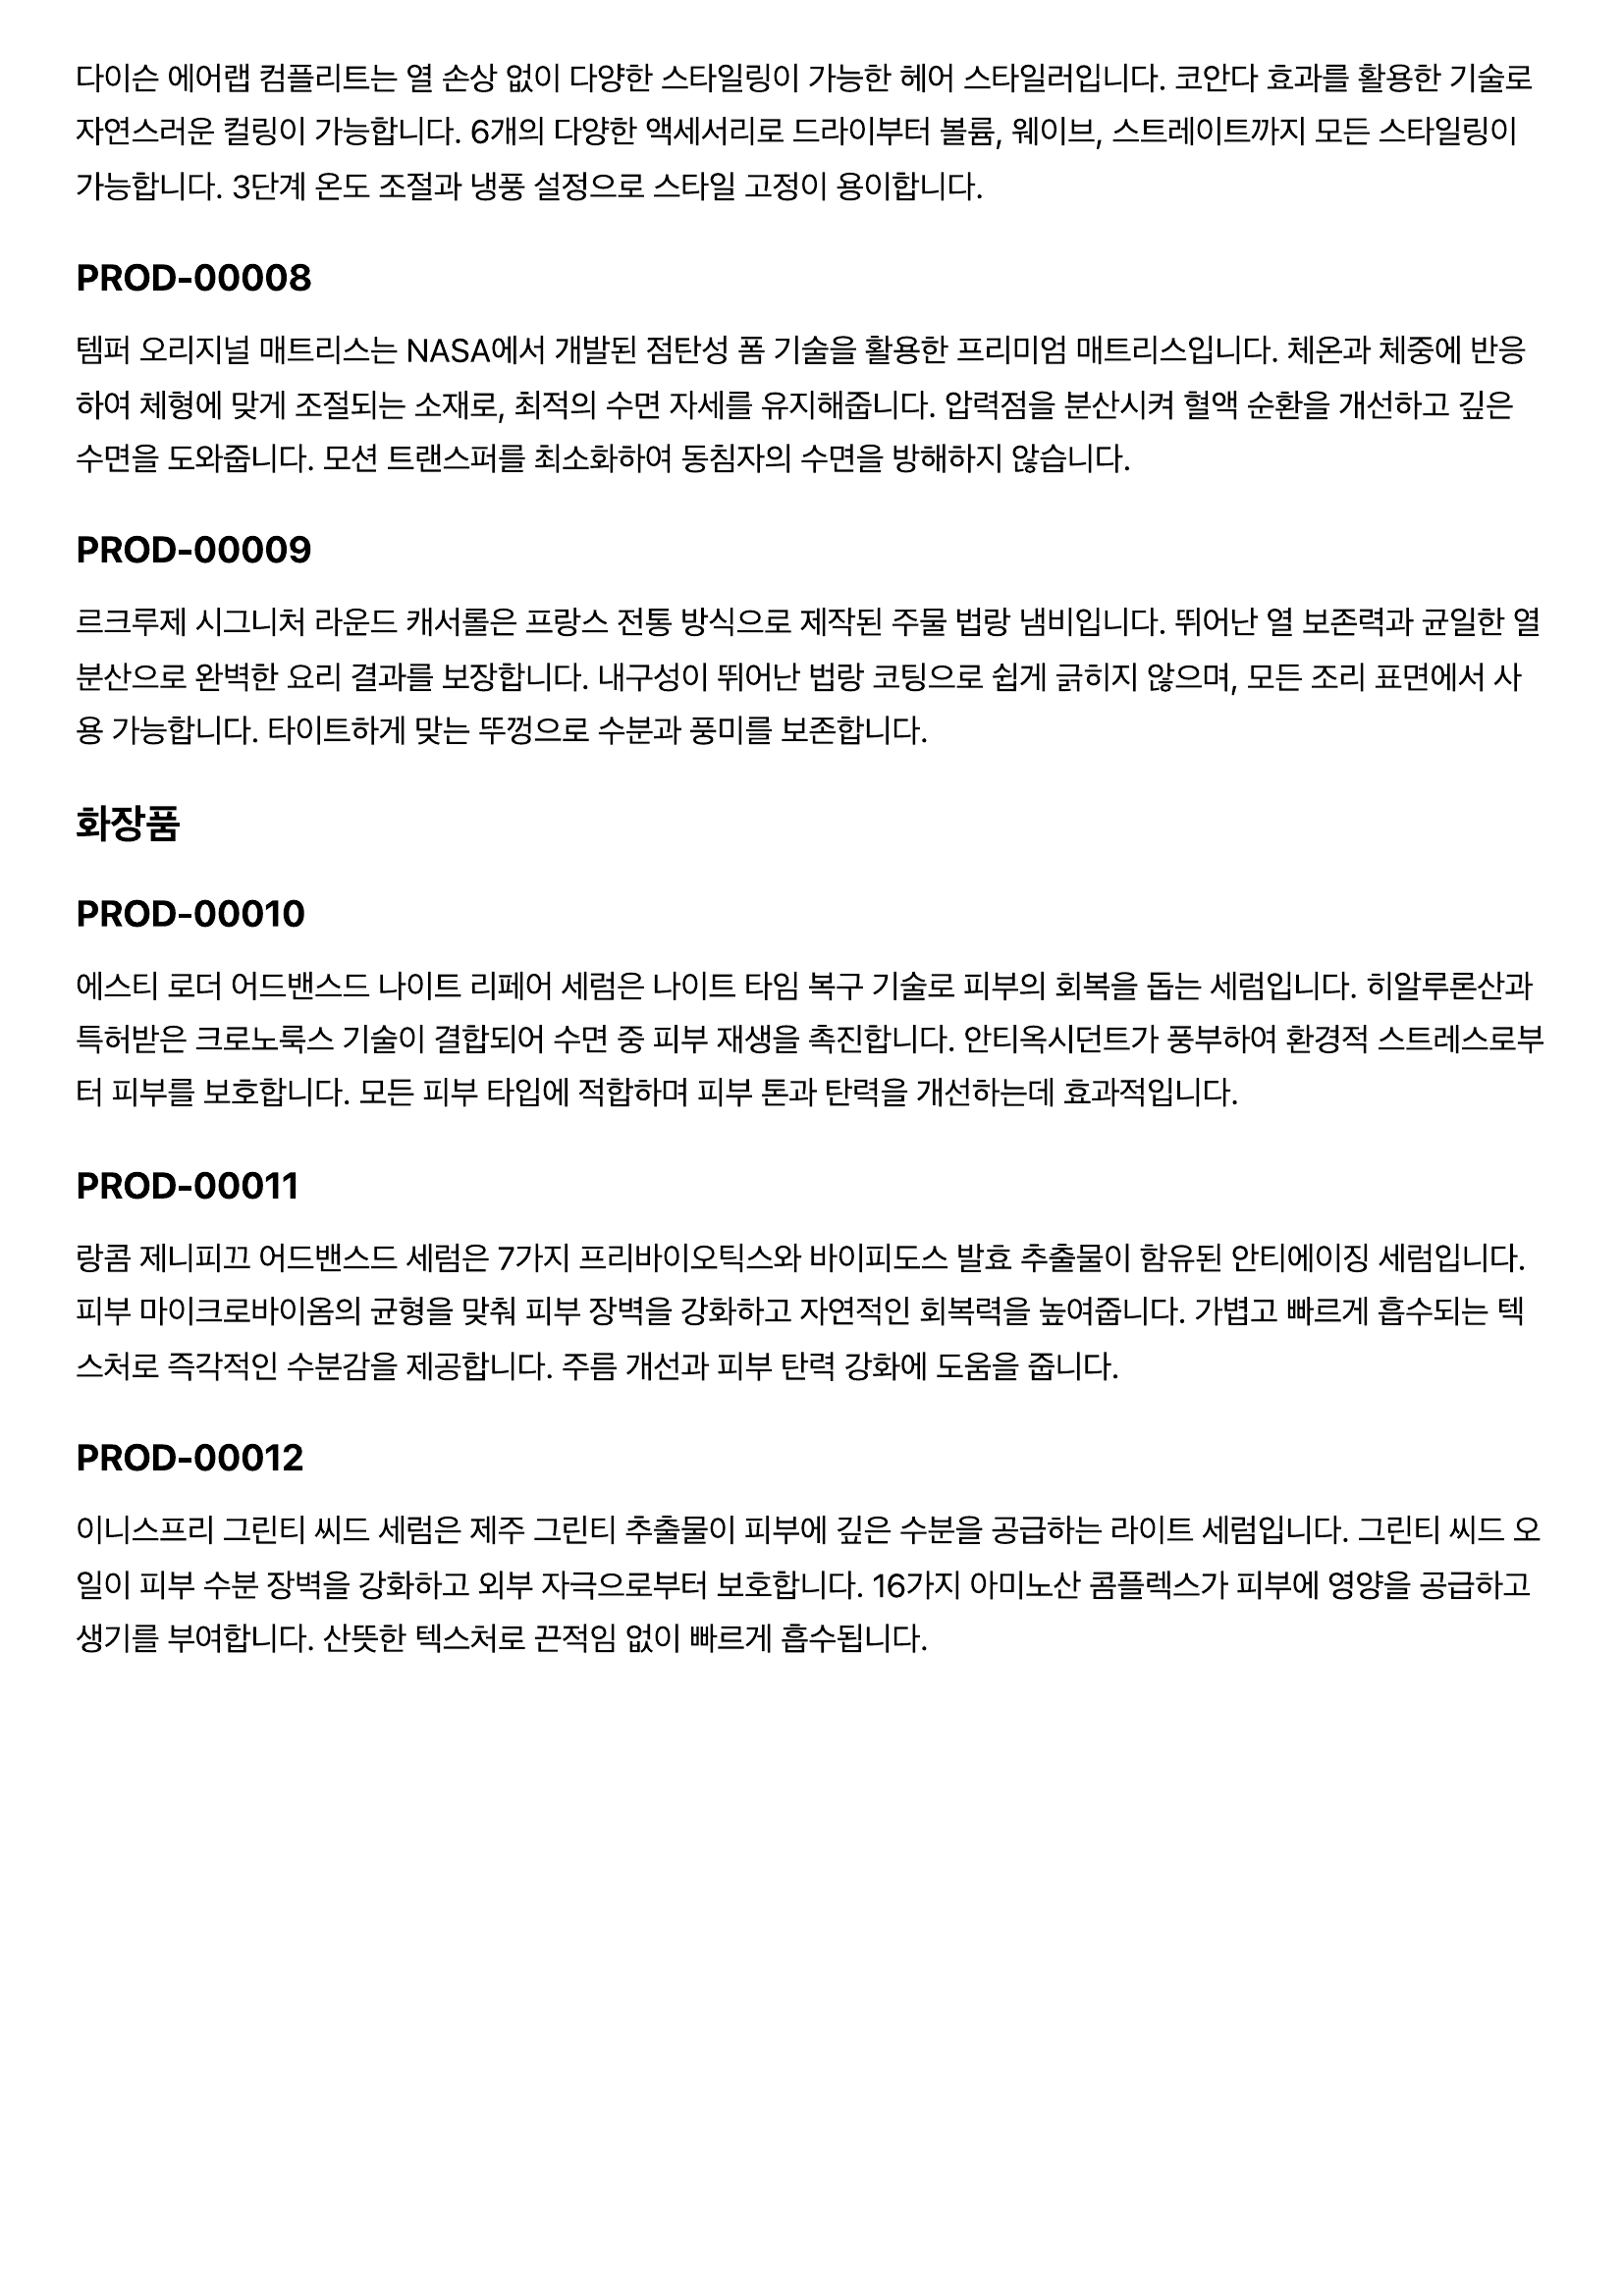 다이슨 에어랩 컴플리트는 열 손상 없이 다양한 스타일링이 가능한 헤어 스타일러입니다. 코안다 효과를 활용한 기술로
자연스러운 컬링이 가능합니다. 6개의 다양한 액세서리로 드라이부터 볼륨, 웨이브, 스트레이트까지 모든 스타일링이
가능합니다. 3단계 온도 조절과 냉풍 설정으로 스타일 고정이 용이합니다.
PROD-00008
템퍼 오리지널 매트리스는 NASA에서 개발된 점탄성 폼 기술을 활용한 프리미엄 매트리스입니다. 체온과 체중에 반응
하여 체형에 맞게 조절되는 소재로, 최적의 수면 자세를 유지해줍니다. 압력점을 분산시켜 혈액 순환을 개선하고 깊은
수면을 도와줍니다. 모션 트랜스퍼를 최소화하여 동침자의 수면을 방해하지 않습니다.
PROD-00009
르크루제 시그니처 라운드 캐서롤은 프랑스 전통 방식으로 제작된 주물 법랑 냄비입니다. 뛰어난 열 보존력과 균일한 열
분산으로 완벽한 요리 결과를 보장합니다. 내구성이 뛰어난 법랑 코팅으로 쉽게 긁히지 않으며, 모든 조리 표면에서 사
용 가능합니다. 타이트하게 맞는 뚜껑으로 수분과 풍미를 보존합니다.
화장품
PROD-00010
에스티 로더 어드밴스드 나이트 리페어 세럼은 나이트 타임 복구 기술로 피부의 회복을 돕는 세럼입니다. 히알루론산과
특허받은 크로노룩스 기술이 결합되어 수면 중 피부 재생을 촉진합니다. 안티옥시던트가 풍부하여 환경적 스트레스로부
터 피부를 보호합니다. 모든 피부 타입에 적합하며 피부 톤과 탄력을 개선하는데 효과적입니다.
PROD-00011
랑콤 제니피끄 어드밴스드 세럼은 7가지 프리바이오틱스와 바이피도스 발효 추출물이 함유된 안티에이징 세럼입니다.
피부 마이크로바이옴의 균형을 맞춰 피부 장벽을 강화하고 자연적인 회복력을 높여줍니다. 가볍고 빠르게 흡수되는 텍
스처로 즉각적인 수분감을 제공합니다. 주름 개선과 피부 탄력 강화에 도움을 줍니다.
PROD-00012
이니스프리 그린티 씨드 세럼은 제주 그린티 추출물이 피부에 깊은 수분을 공급하는 라이트 세럼입니다. 그린티 씨드 오
일이 피부 수분 장벽을 강화하고 외부 자극으로부터 보호합니다. 16가지 아미노산 콤플렉스가 피부에 영양을 공급하고
생기를 부여합니다. 산뜻한 텍스처로 끈적임 없이 빠르게 흡수됩니다.